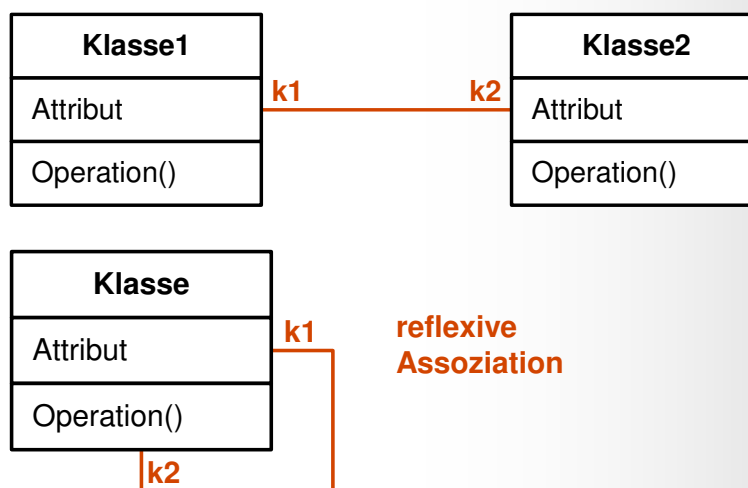 Klasse1
Attribut
Operation()
k1
k2
Klasse2
Attribut
Operation()
Klasse
Attribut
Operation()
k1
k2
reflexive
Assoziation